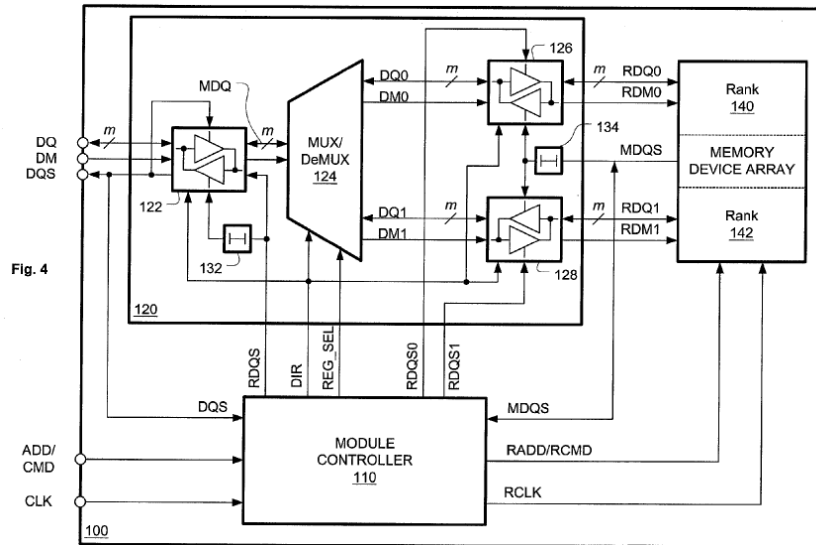 126
DQ0
m
m
RDQ0
MDQ
DM0
RDM0
Rank
140
m
MUX/
DeMUX
124
134
DQ
m
DM
DQS
MDQS
MEMORY
DEVICE ARRAY
122
DQ1
m
m
RDQ1
DM1
RDM1
Rank
142
132
128
Fig. 4
120
RDQS
DIR
REG_SEL
RDQS0
RDQS1
DQS
MDQS
ADD/
CMD
MODULE
CONTROLLER
110
RADD/RCMD
CLK
RCLK
100